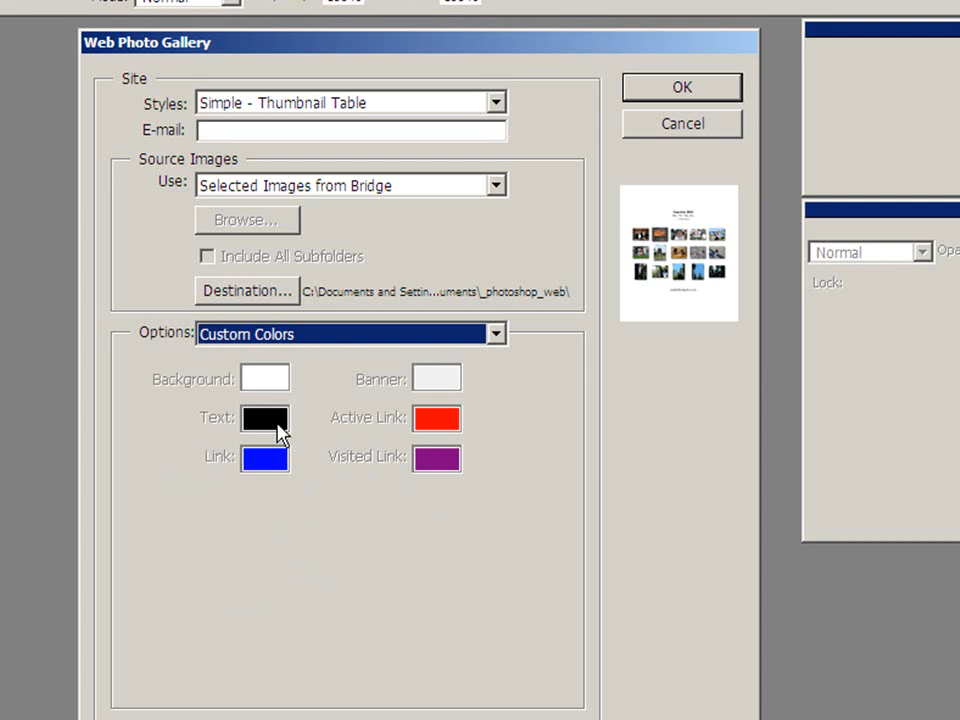 Normal
Web Photo Gallery
Site
Styles: Simple - Thumbnail Table
E-mail:
OK
Cancel
Source Images
Use: Selected Images from Bridge
Browse...
Include All Subfolders
Destination... C:\Documents and Settin...uments\_photoshop_web\
Options: Custom Colors
Background:
Banner:
Text:
Active Link:
Link:
Visited Link:
Normal
Lock: